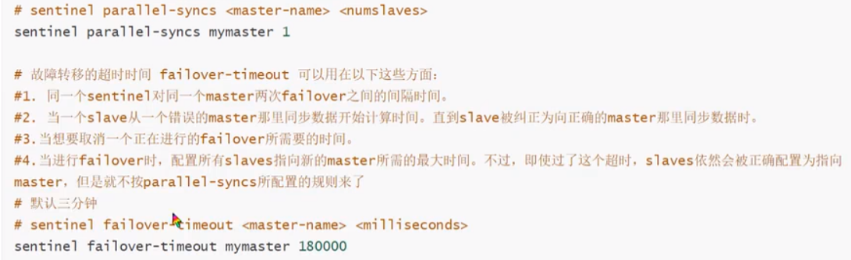 # sentinel parallel-syncs <master-name> <numslaves>
sentinel parallel-syncs mymaster 1
# 故障转移的超时时间 failover-timeout 可以用在以下这些方面：
#1. 同一个sentinel对同一个master两次failover之间的间隔时间。
#2. 当一个slave从一个错误的master那里同步数据开始计算时间。直到slave被纠正为向正确的master那里同步数据时。
#3.当想要取消一个正在进行的failover所需要的时间。
#4.当进行failover时，配置所有slaves指向新的master所需的最大时间。不过，即使过了这个超时，slaves依然会被正确配置为指向
master，但是就不按parallel-syncs所配置的规则来了
# 默认三分钟
# sentinel failover-timeout <master-name> <milliseconds>
sentinel failover-timeout mymaster 180000